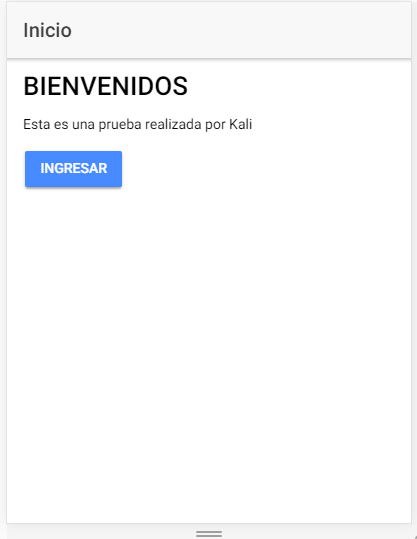 Inicio
BIENVENIDOS
Esta es una prueba realizada por Kali
INGRESAR